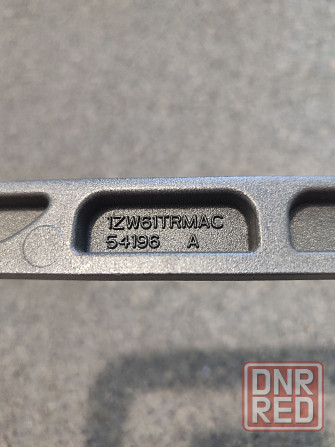 1ZW61TRMAC
54196 A
DNR
RED